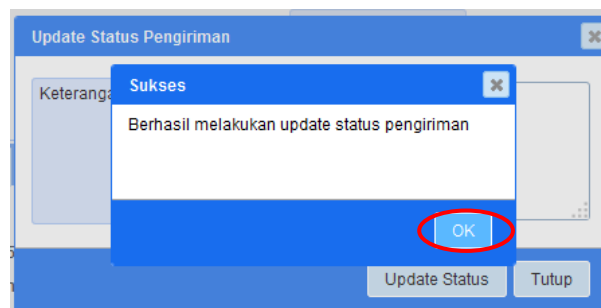 Update Status Pengiriman
Sukses
Berhasil melakukan update status pengiriman
OK
Update Status
Tutup